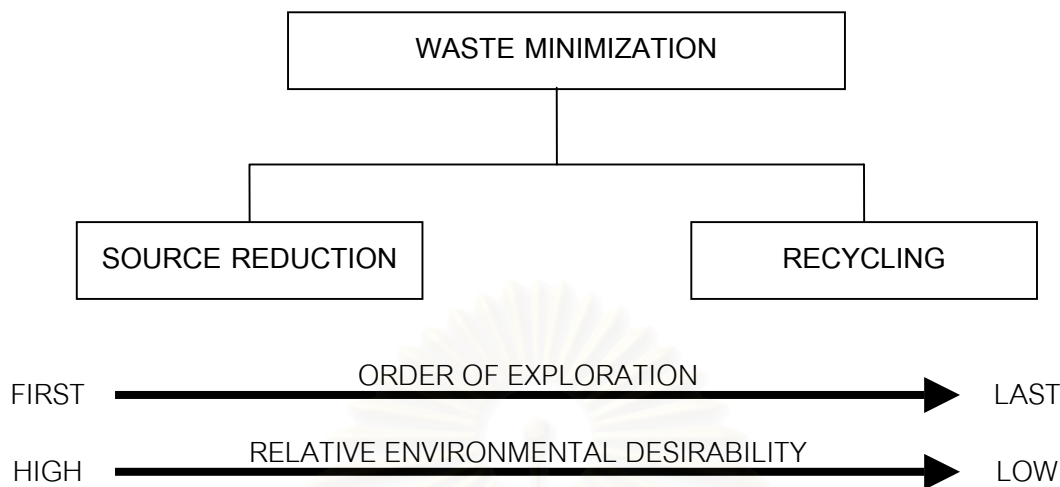 WASTE MINIMIZATION
SOURCE REDUCTION
RECYCLING
FIRST
ORDER OF EXPLORATION
LAST
HIGH
RELATIVE ENVIRONMENTAL DESIRABILITY
LOW